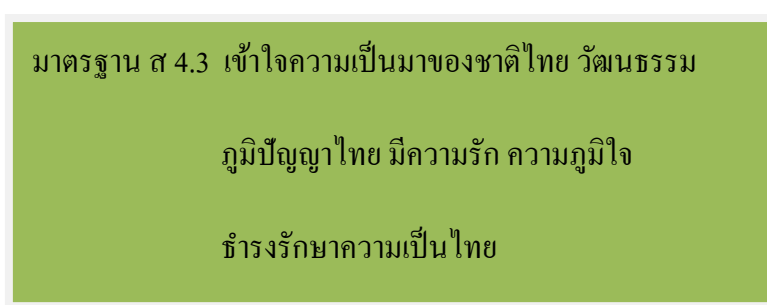 มาตรฐาน ส 4.3 เข้าใจความเป็นมาของชาติไทย วัฒนธรรม
ภูมิปัญญาไทย มีความรัก ความภูมิใจ
ธำรงรักษาความเป็นไทย